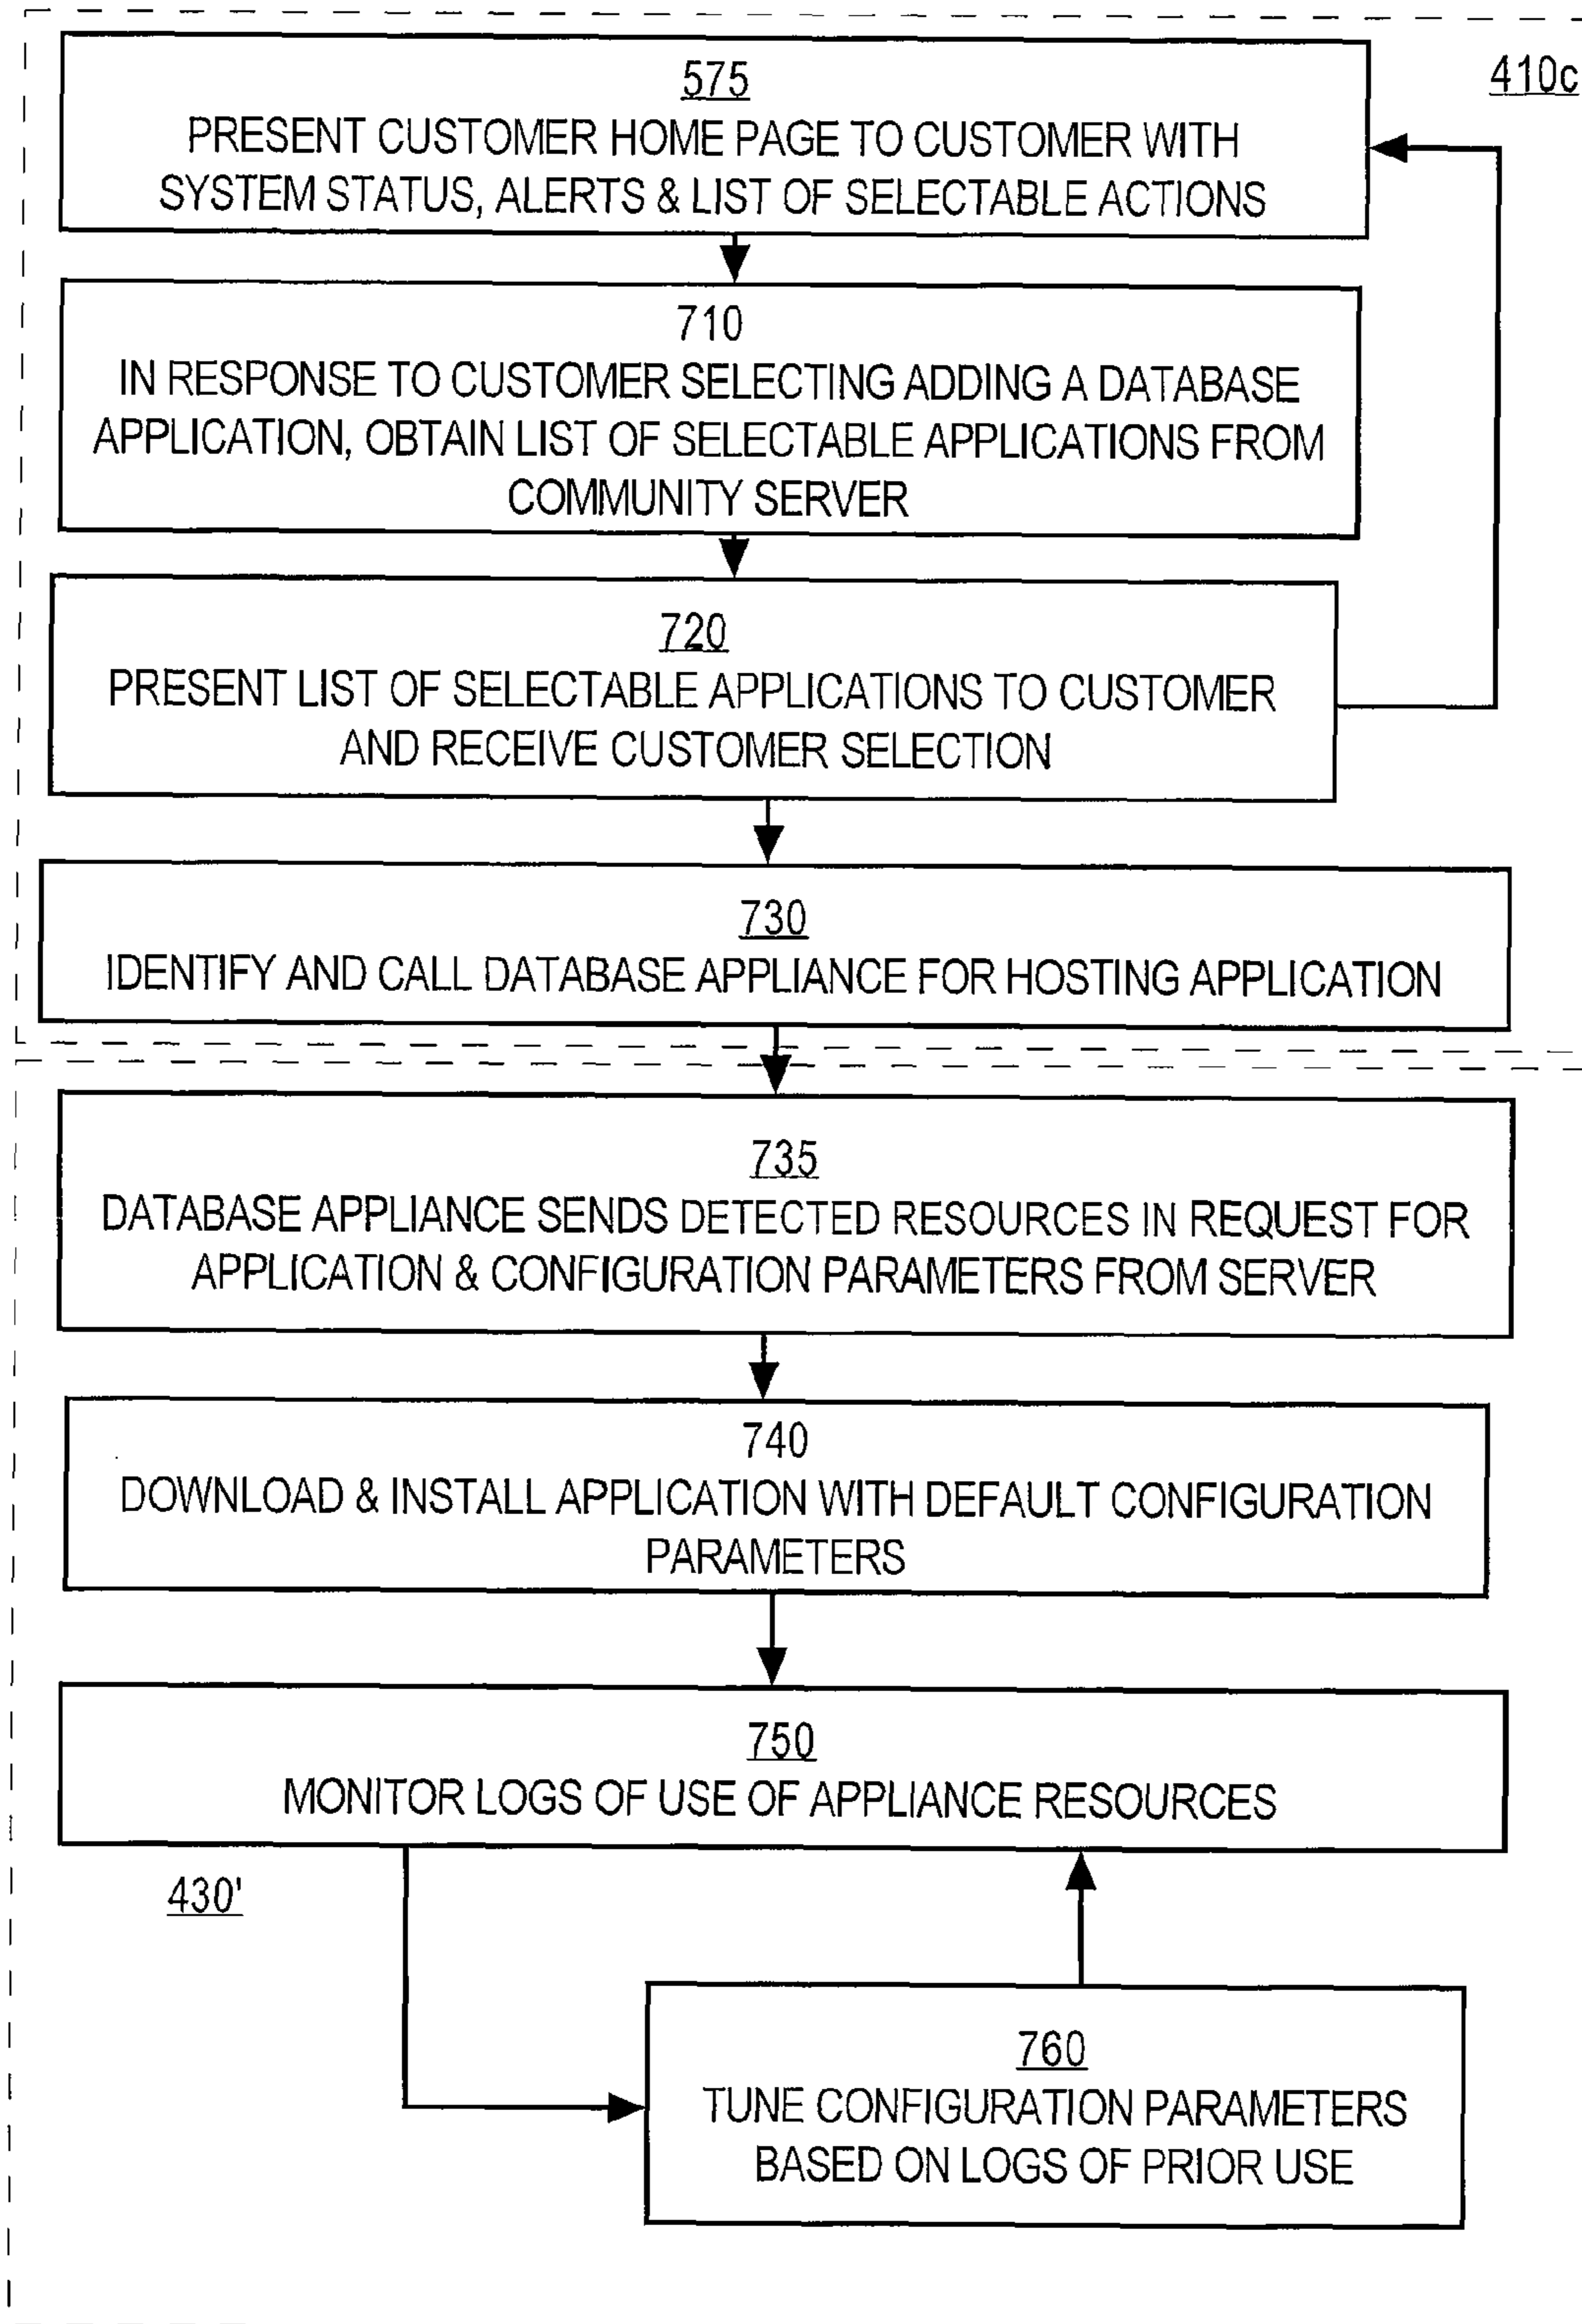 575
410c
PRESENT CUSTOMER HOME PAGE TO CUSTOMER WITH
SYSTEM STATUS, ALERTS & LIST OF SELECTABLE ACTIONS
710
IN RESPONSE TO CUSTOMER SELECTING ADDING A DATABASE
APPLICATION, OBTAIN LIST OF SELECTABLE APPLICATIONS FROM
COMMUNITY SERVER
720
PRESENT LIST OF SELECTABLE APPLICATIONS TO CUSTOMER
AND RECEIVE CUSTOMER SELECTION
730
IDENTIFY AND CALL DATABASE APPLIANCE FOR HOSTING APPLICATION
735
DATABASE APPLIANCE SENDS DETECTED RESOURCES IN REQUEST FOR
APPLICATION & CONFIGURATION PARAMETERS FROM SERVER
740
DOWNLOAD & INSTALL APPLICATION WITH DEFAULT CONFIGURATION
PARAMETERS
750
MONITOR LOGS OF USE OF APPLIANCE RESOURCES
430'
760
TUNE CONFIGURATION PARAMETERS
BASED ON LOGS OF PRIOR USE